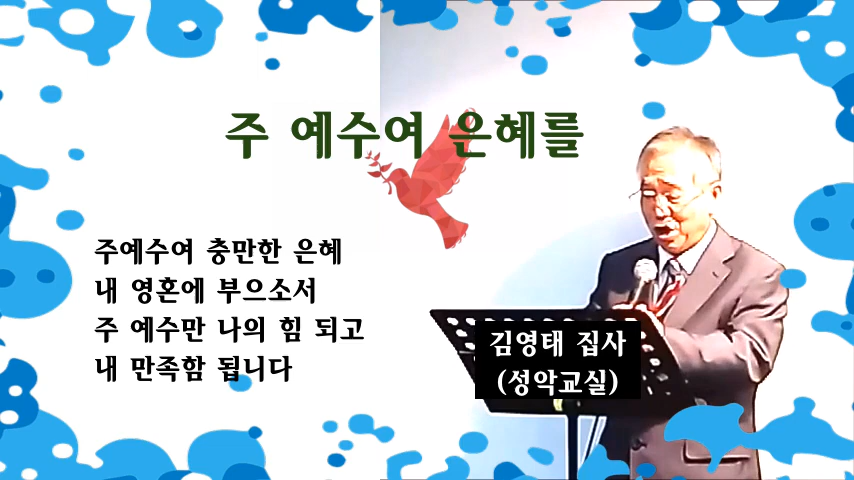 주 예수여 은혜를
주예수여 충만한 은혜
내 영혼에 부으소서
주 예수만 나의 힘 되고
내 만족함 됩니다
김영태 집사
(성악교실)